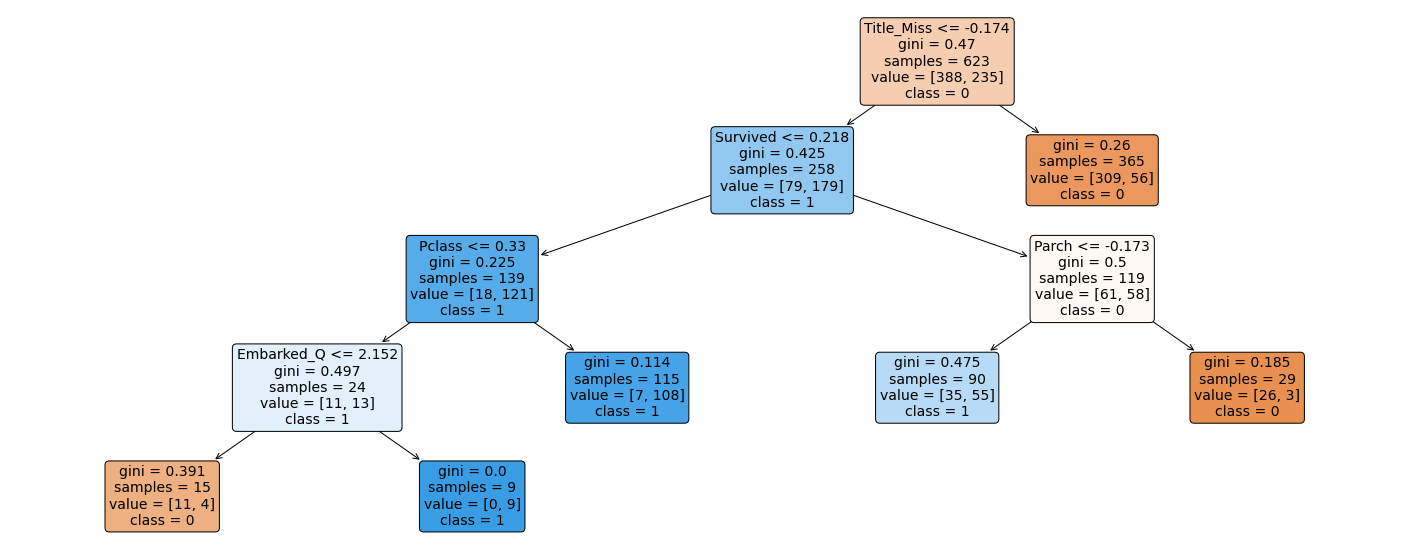 Title_Miss <= -0.174
gini = 0.47
samples = 623
value = [388, 235]
class = 0
Survived <= 0.218
gini = 0.425
samples = 258
value = [79, 179]
class = 1
gini = 0.26
samples = 365
value = [309, 56]
class = 0
Pclass <= 0.33
gini = 0.225
samples = 139
value = [18, 121]
class = 1
Parch <= -0.173
gini = 0.5
samples = 119
value = [61, 58]
class = 0
Embarked_Q <= 2.152
gini = 0.497
samples = 24
value = [11, 13]
class = 1
gini = 0.114
samples = 115
value = [7, 108]
class = 1
gini = 0.475
samples = 90
value = [35, 55]
class = 1
gini = 0.185
samples = 29
value = [26, 3]
class = 0
gini = 0.391
samples = 15
value = [11, 4]
class = 0
gini = 0.0
samples = 9
value = [0, 9]
class = 1